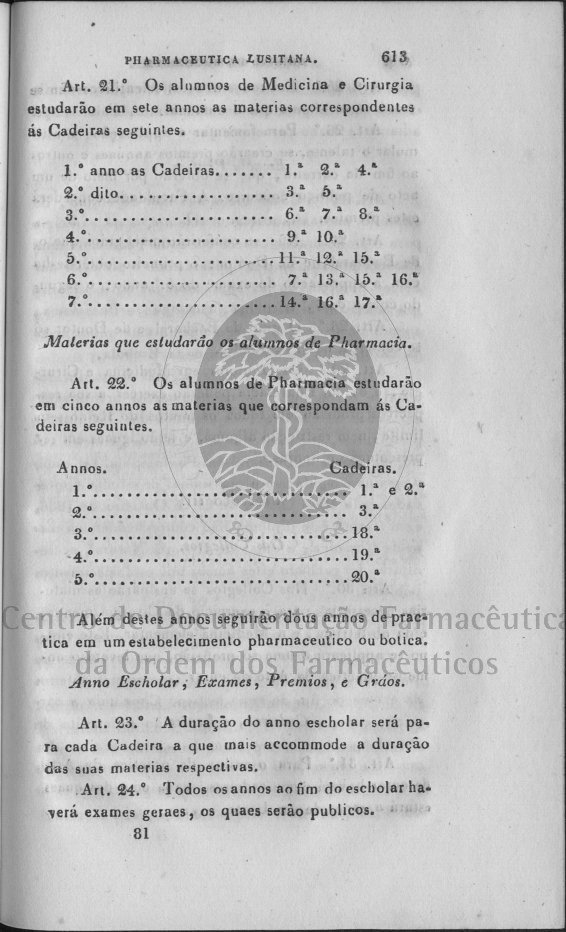 PHARMACEUTICA LUSITANA. 613
Art. 21.º Os alumnos de Medicina e Cirurgia
estudarão em sete annos as materias correspondentes
ás Cadeiras seguintes.
1.º anno as Cadeiras....... 1.ª 2.ª 4.ª
2.º dito.................. 3.ª 5.ª
3.º....................... 6.ª 7.ª 8.ª
4.º....................... 9.ª 10.ª
5.º.......................11.ª 12.ª 15.ª
6.º....................... 7.ª 13.ª 15.ª 16.ª
7.º.......................14.ª 16.ª 17.ª
Materias que estudarão os alumnos de Pharmacia.
Art. 22.º Os alumnos de Pharmacia estudarão
em cinco annos as materias que correspondam ás Ca-
deiras seguintes.
Annos. Cadeiras.
1.º............................... 1.ª e 2.ª
2.º............................... 3.ª
3.º...............................18.ª
4.º...............................19.ª
5.º...............................20.ª
Além destes annos seguirão dous annos de prac-
tica em um estabelecimento pharmaceutico ou botica.
Centro de Documentação Farmacêutica
da Ordem dos Farmacêuticos
Anno Escholar, Exames, Premios, e Gráos.
Art. 23.º A duração do anno escholar será pa-
ra cada Cadeira a que mais accommode a duração
das suas materias respectivas.
Art. 24.º Todos os annos ao fim do escholar ha-
verá exames geraes, os quaes serão publicos.
81